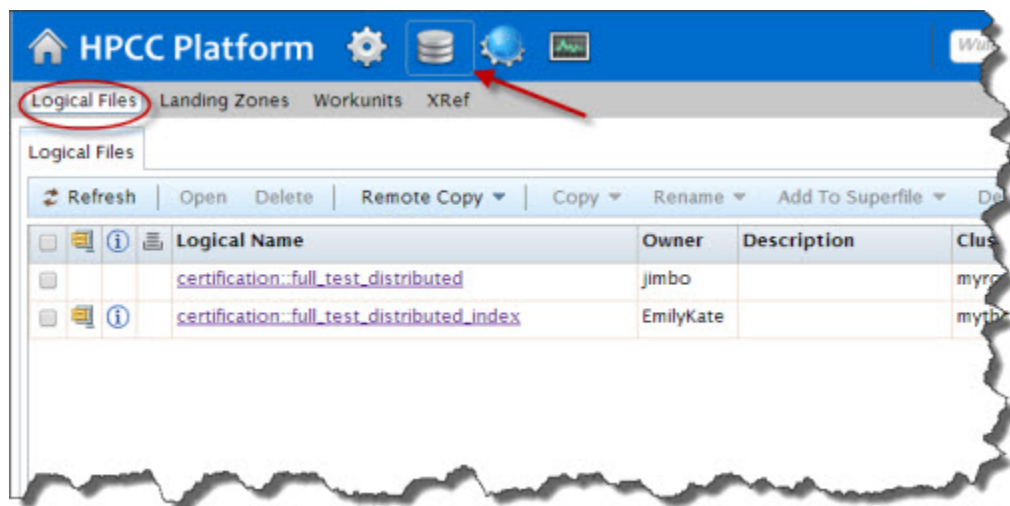 HPCC Platform
Logical Files Landing Zones Workunits XRef
Logical Files
Refresh Open Delete Remote Copy Copy Rename Add To Superfile
Logical Name Owner Description
certification::full_test_distributed jimbo
certification::full_test_distributed_index EmilyKate